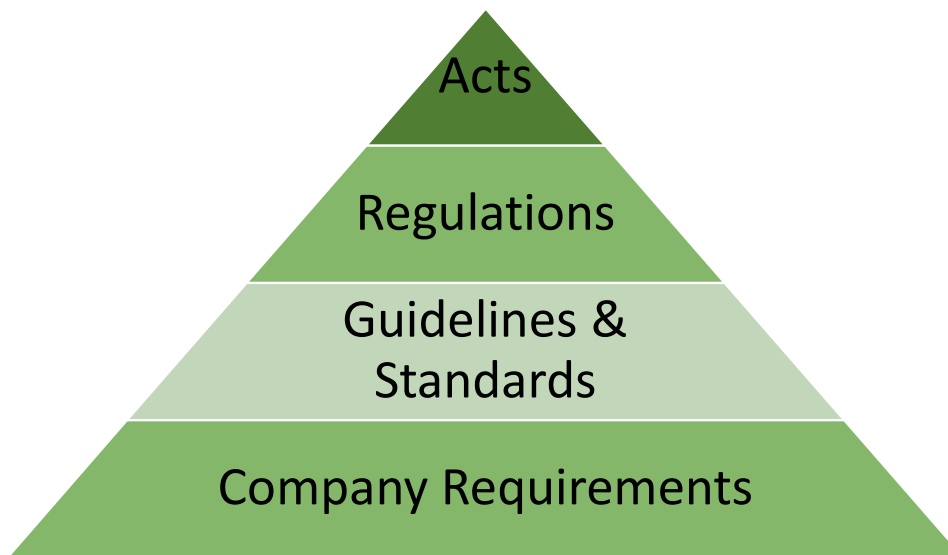 Acts
Regulations
Guidelines &
Standards
Company Requirements